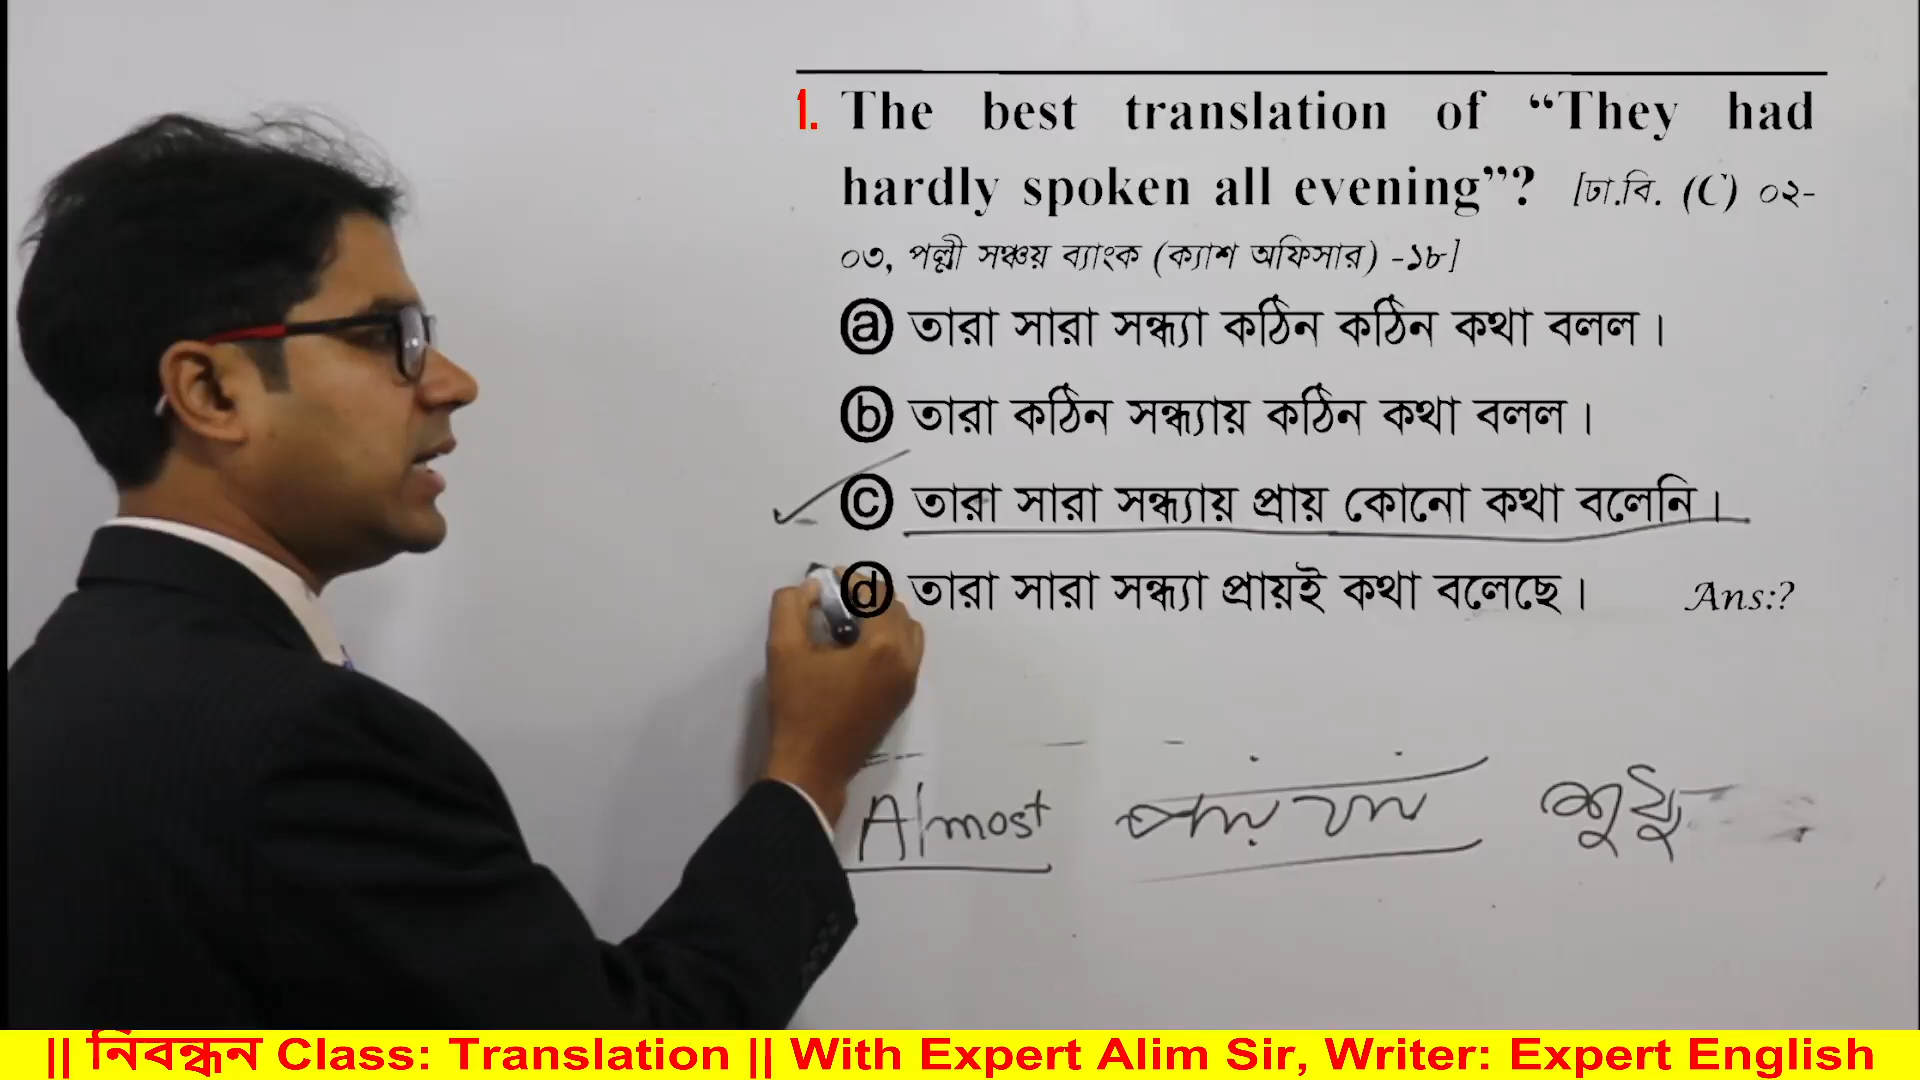 1. The best translation of “They had
hardly spoken all evening”? [ঢা.বি. (C) ০২-
০৩, পল্লী সঞ্চয় ব্যাংক (ক্যাশ অফিসার) -১৮]
ⓐ তারা সারা সন্ধ্যা কঠিন কঠিন কথা বলল।
ⓑ তারা কঠিন সন্ধ্যায় কঠিন কথা বলল।
ⓒ তারা সারা সন্ধ্যায় প্রায় কোনো কথা বলেনি।
ⓓ তারা সারা সন্ধ্যা প্রায়ই কথা বলেছে। Ans:?
Almost শুধু
|| নিবন্ধন Class: Translation || With Expert Alim Sir, Writer: Expert English